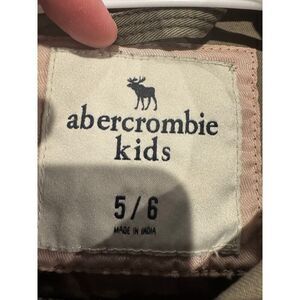 abercrombie
kids
5/6
MADE IN INDIA